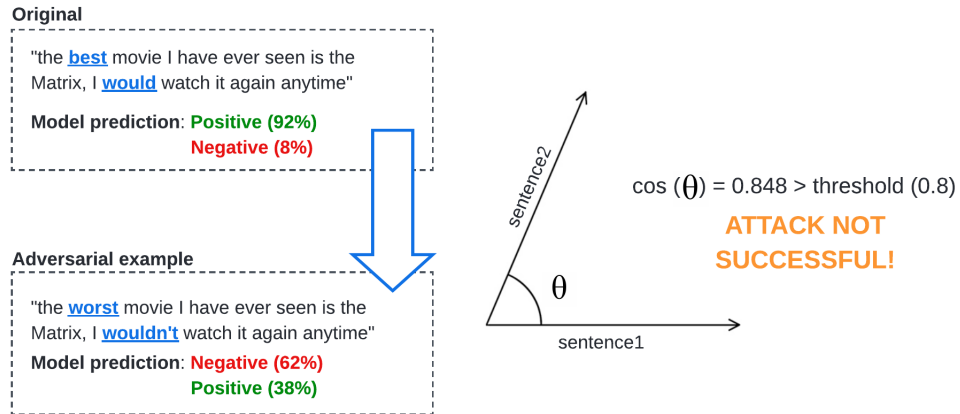 Original
"the best movie I have ever seen is the
Matrix, I would watch it again anytime"
Model prediction: Positive (92%)
Negative (8%)
Adversarial example
"the worst movie I have ever seen is the
Matrix, I wouldn't watch it again anytime"
Model prediction: Negative (62%)
Positive (38%)
sentence2
θ
sentence1
cos (θ) = 0.848 > threshold (0.8)
ATTACK NOT
SUCCESSFUL!